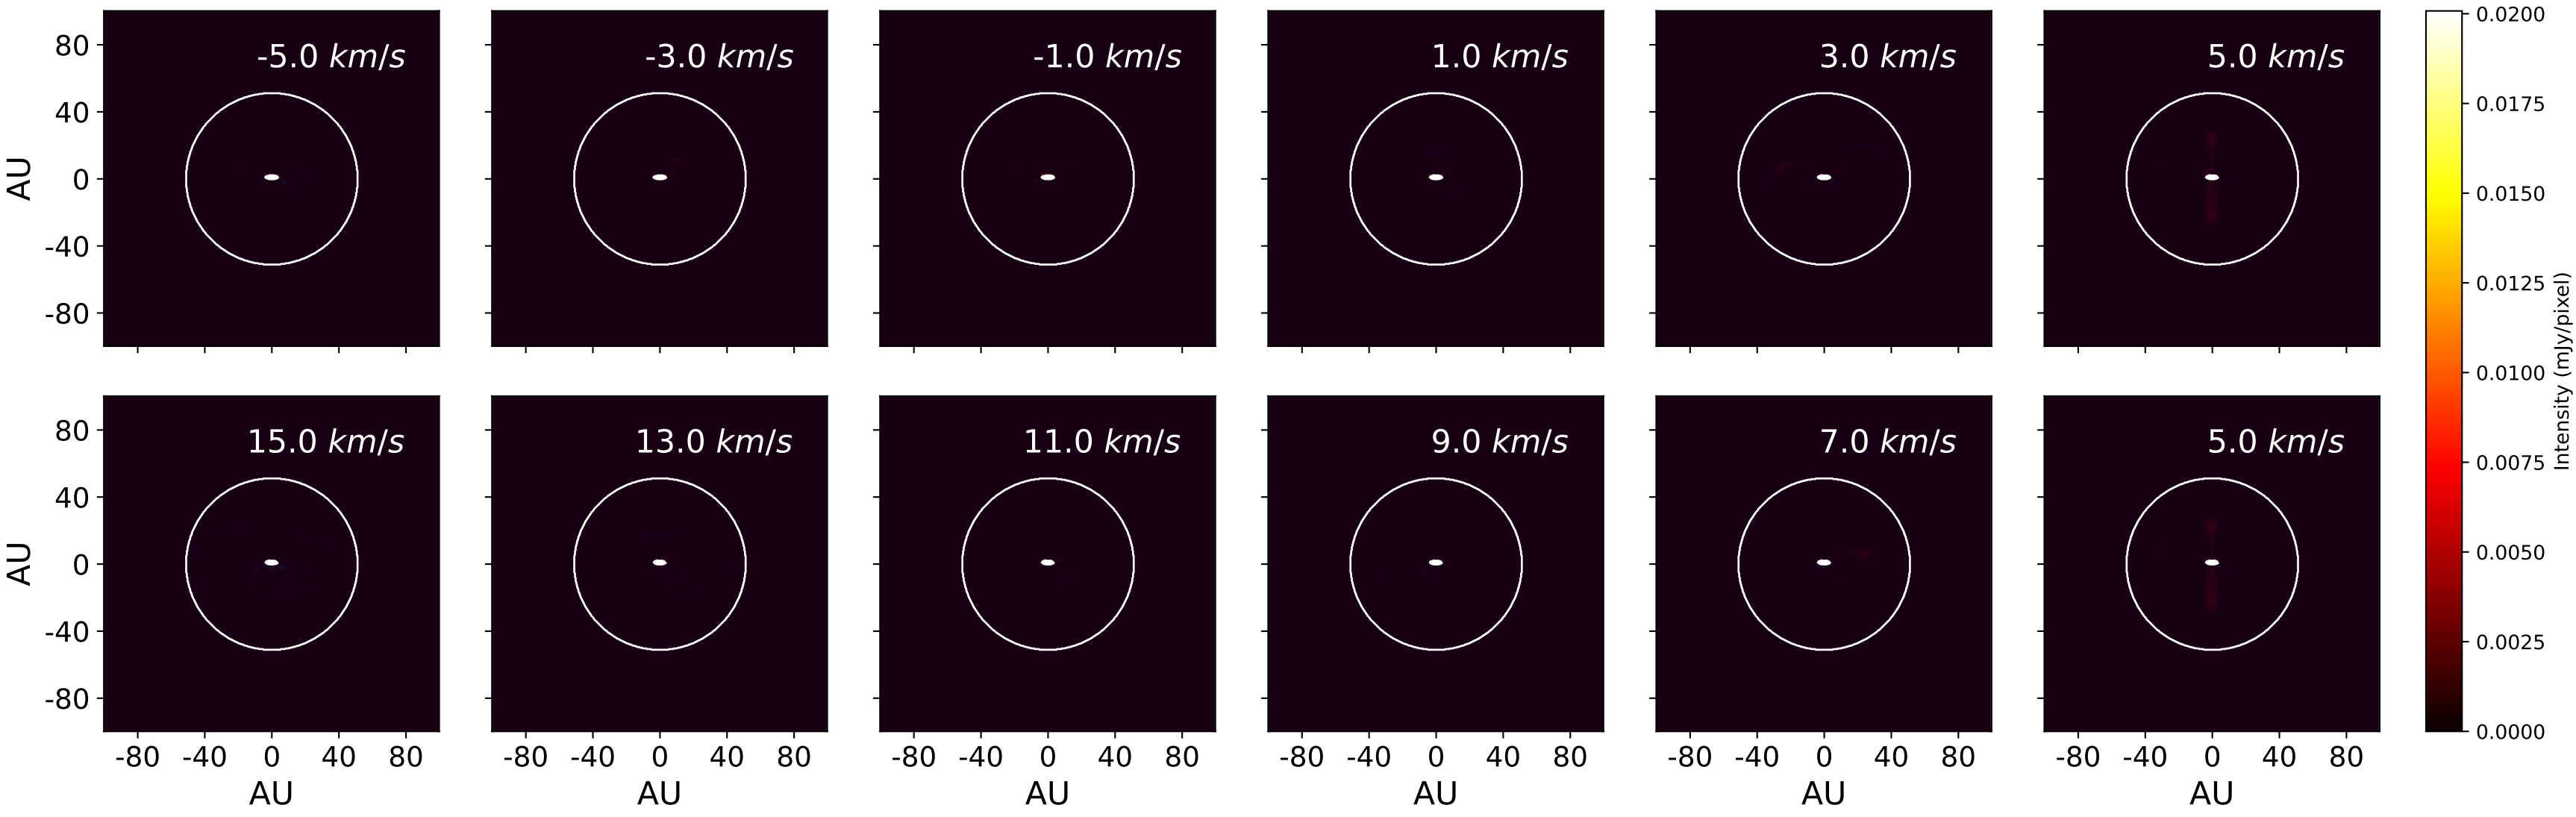 -5.0 km/s
-3.0 km/s
-1.0 km/s
1.0 km/s
3.0 km/s
5.0 km/s
80
40
0
-40
-80
AU
15.0 km/s
13.0 km/s
11.0 km/s
9.0 km/s
7.0 km/s
5.0 km/s
80
40
0
-40
-80
AU
-80 -40 0 40 80
-80 -40 0 40 80
-80 -40 0 40 80
-80 -40 0 40 80
-80 -40 0 40 80
-80 -40 0 40 80
AU
AU
AU
AU
AU
AU
0.0200
0.0175
0.0150
0.0125
0.0100
0.0075
0.0050
0.0025
0.0000
Intensity (mJy/pixel)